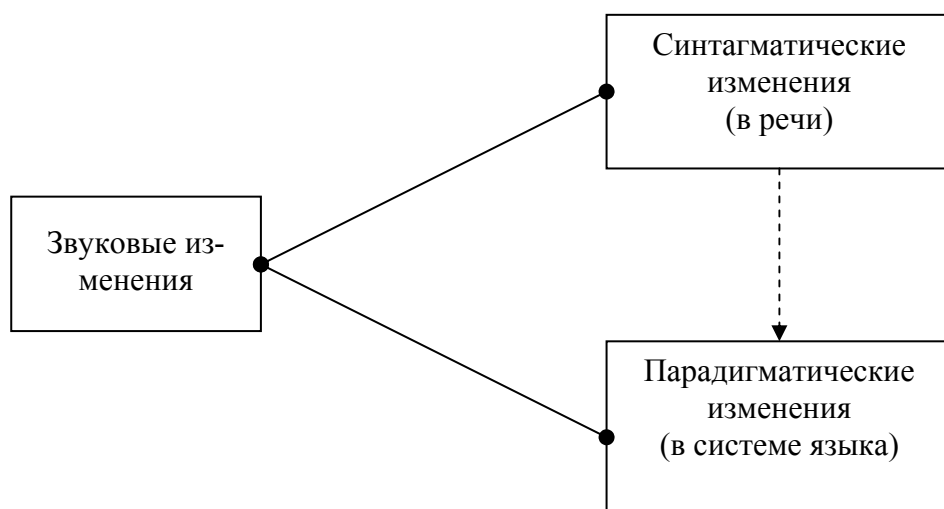 Синтагматические
изменения
(в речи)
Звуковые из-
менения
Парадигматические
изменения
(в системе языка)